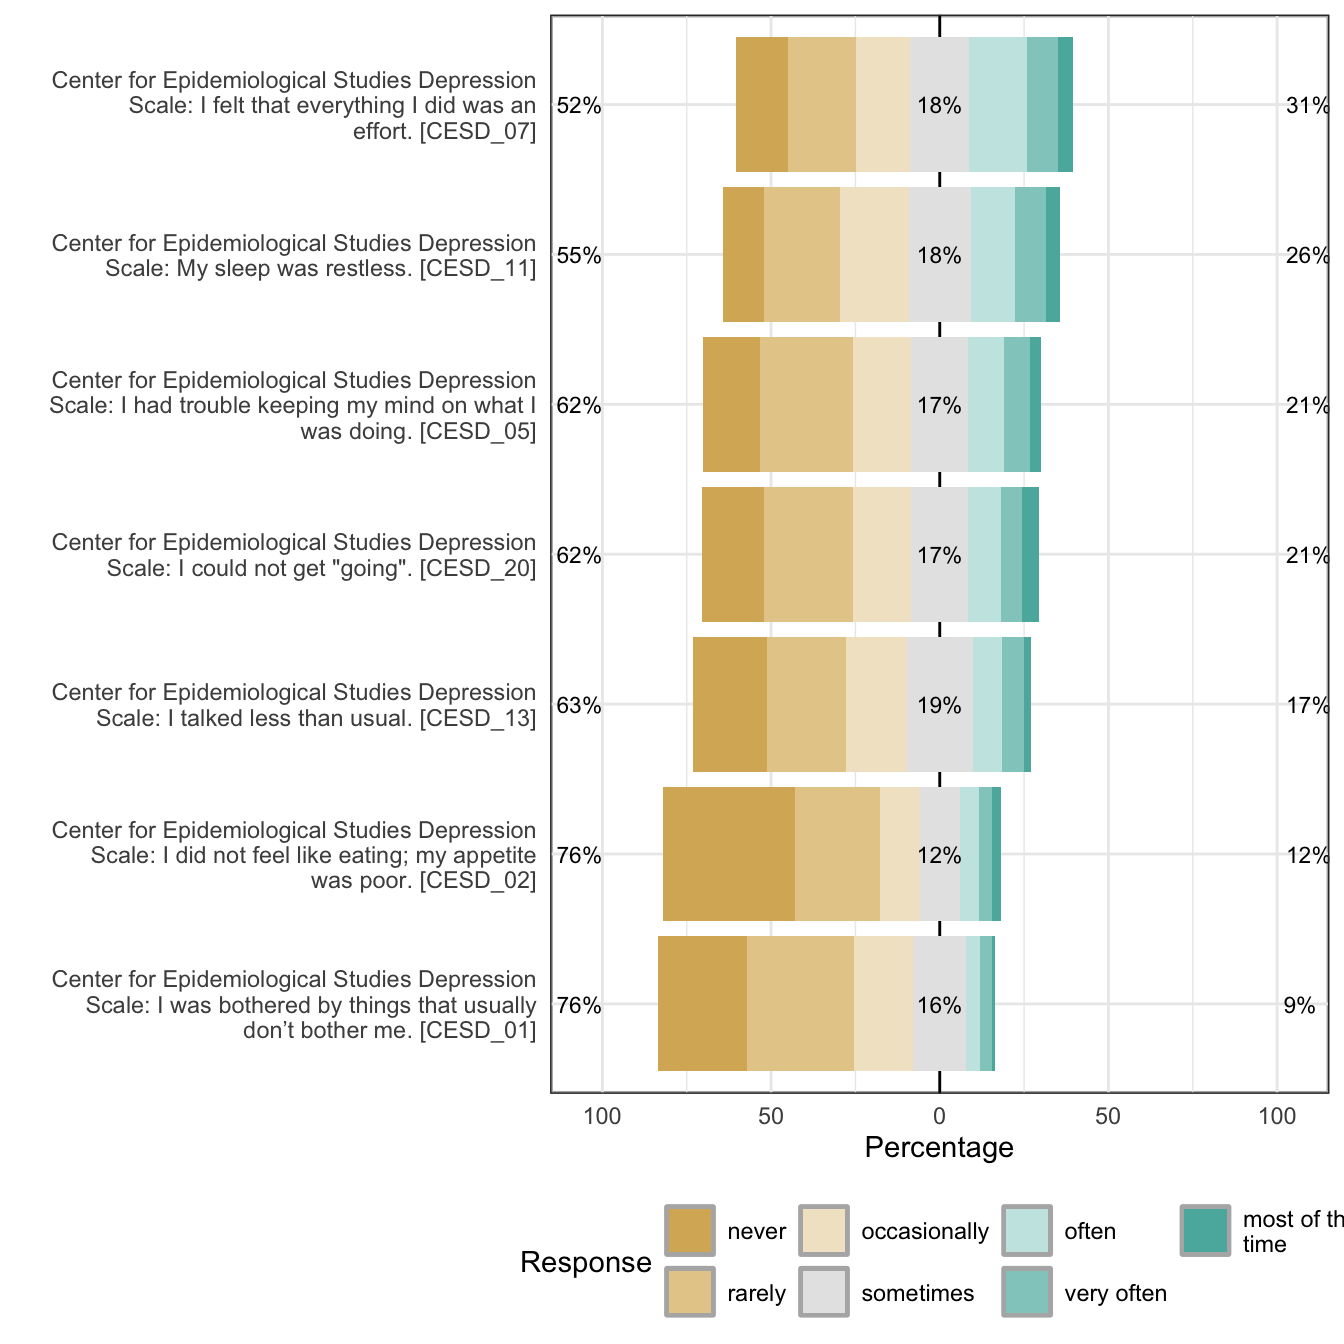 Center for Epidemiological Studies Depression
Scale: I felt that everything I did was an
effort. [CESD_07]
52%
18%
31%
Center for Epidemiological Studies Depression
Scale: My sleep was restless. [CESD_11]
55%
18%
26%
Center for Epidemiological Studies Depression
Scale: I had trouble keeping my mind on what I
was doing. [CESD_05]
62%
17%
21%
Center for Epidemiological Studies Depression
Scale: I could not get "going". [CESD_20]
62%
17%
21%
Center for Epidemiological Studies Depression
Scale: I talked less than usual. [CESD_13]
63%
19%
17%
Center for Epidemiological Studies Depression
Scale: I did not feel like eating; my appetite
was poor. [CESD_02]
76%
12%
12%
Center for Epidemiological Studies Depression
Scale: I was bothered by things that usually
don’t bother me. [CESD_01]
76%
16%
9%
100 50 0 50 100
Percentage
Response
never occasionally often most of th
time
rarely sometimes very often